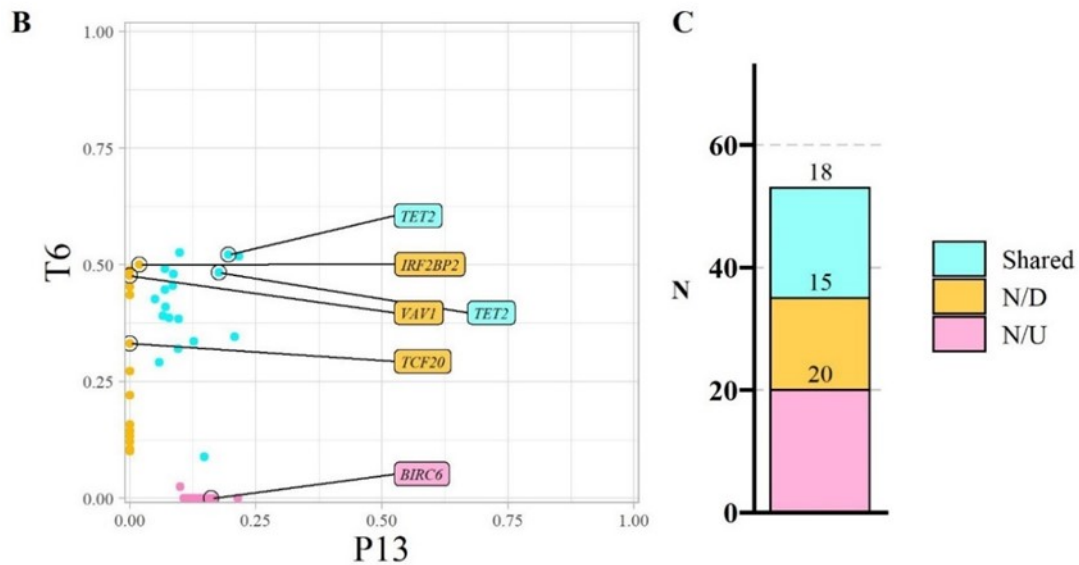 B
1.00
0.75
0.50
0.25
0.00
T6
TET2
IRF2BP2
VAV1
TET2
TCF20
BIRC6
0.00 0.25 0.50 0.75 1.00
P13
C
60
40
20
0
N
18
15
20
Shared
N/D
N/U